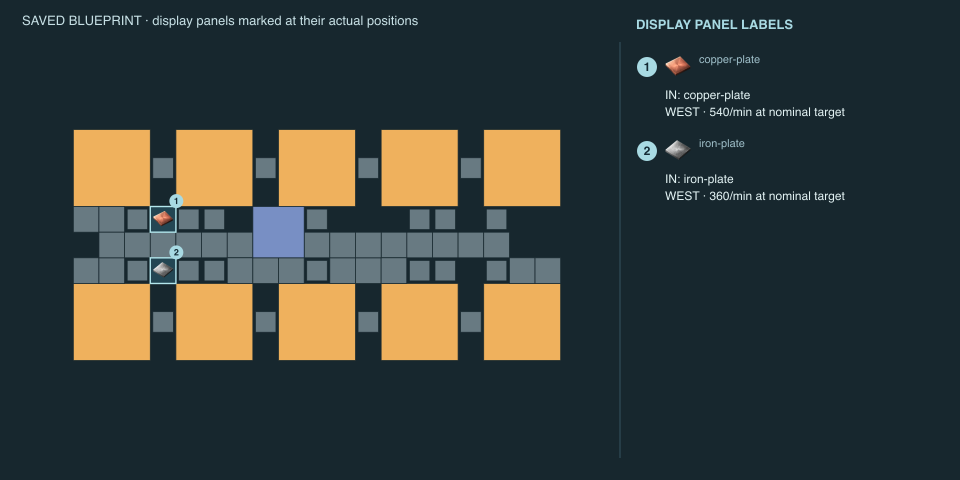 SAVED BLUEPRINT · display panels marked at their actual positions
DISPLAY PANEL LABELS
1 copper-plate
IN: copper-plate
WEST · 540/min at nominal target
2 iron-plate
IN: iron-plate
WEST · 360/min at nominal target
1
2